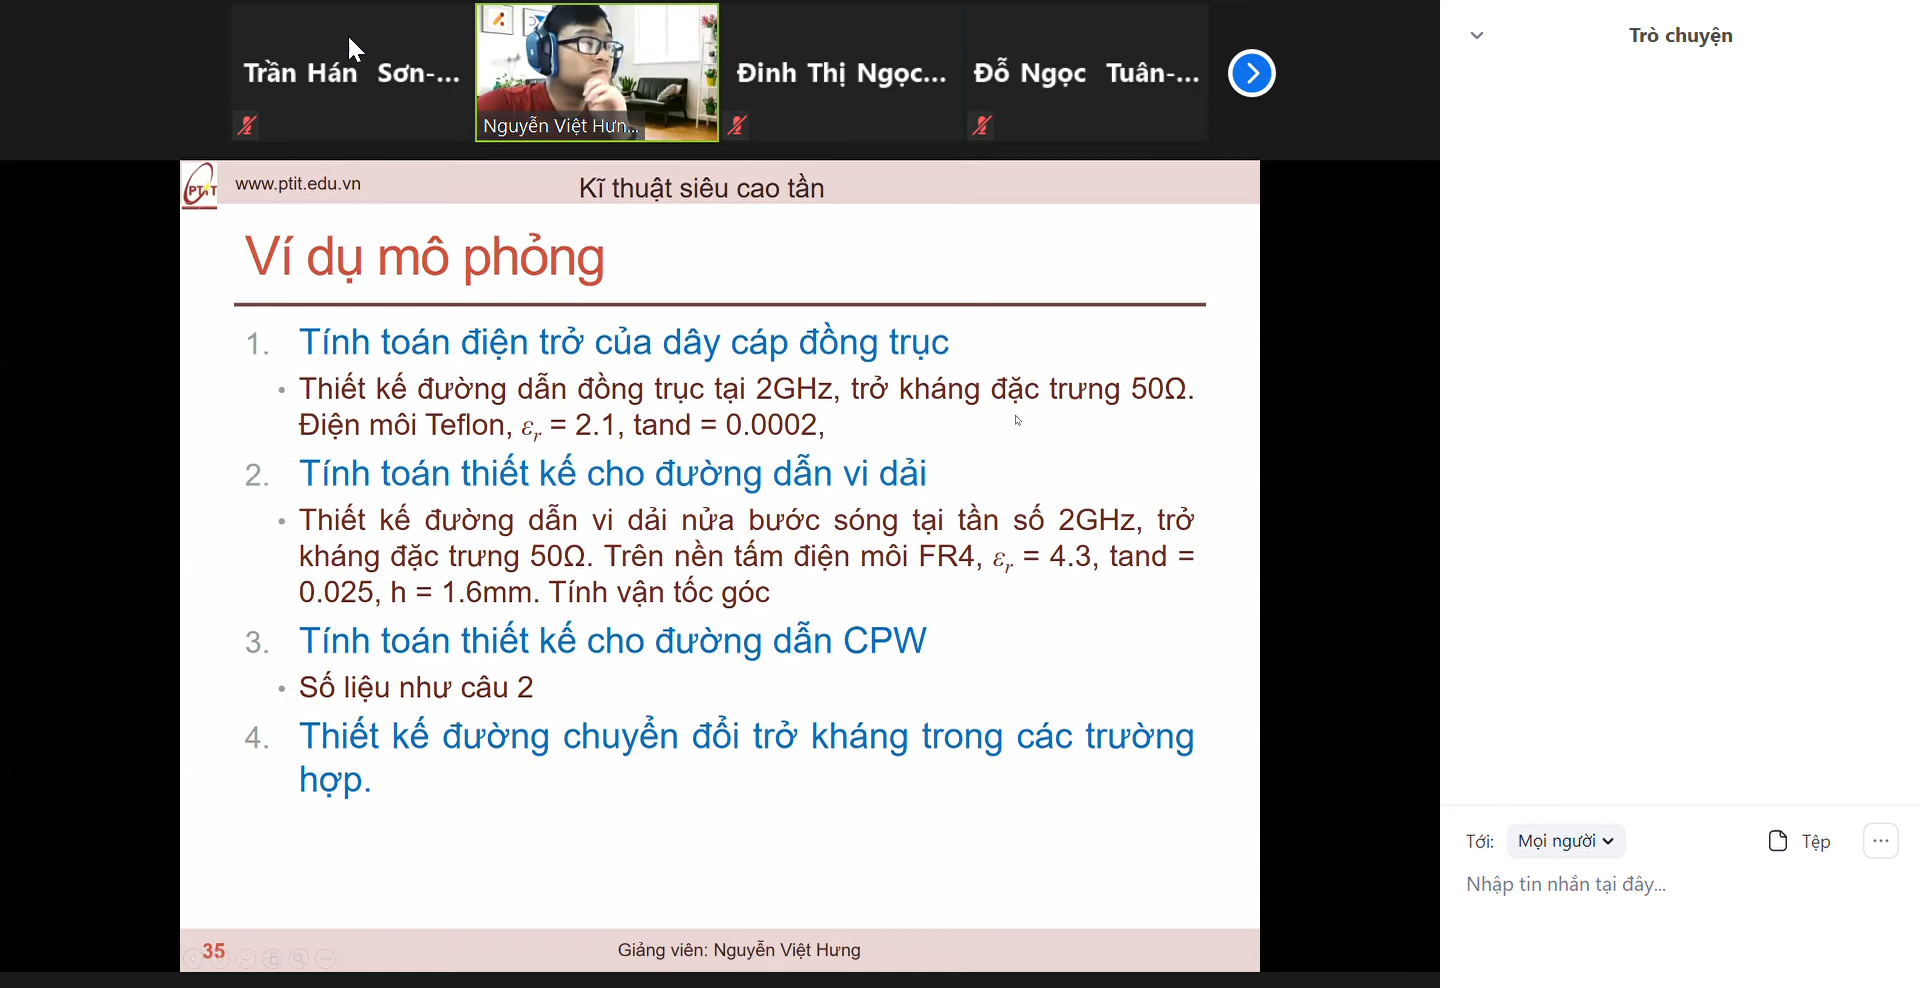 Trần Hán Sơn-...
Nguyễn Việt Hưn...
Đinh Thị Ngọc...
Đỗ Ngọc Tuân-...
Trò chuyện
PTIT
www.ptit.edu.vn
Kĩ thuật siêu cao tần
Ví dụ mô phỏng
1. Tính toán điện trở của dây cáp đồng trục
• Thiết kế đường dẫn đồng trục tại 2GHz, trở kháng đặc trưng 50Ω.
Điện môi Teflon, εr = 2.1, tand = 0.0002,
2. Tính toán thiết kế cho đường dẫn vi dải
• Thiết kế đường dẫn vi dải nửa bước sóng tại tần số 2GHz, trở
kháng đặc trưng 50Ω. Trên nền tấm điện môi FR4, εr = 4.3, tand =
0.025, h = 1.6mm. Tính vận tốc góc
3. Tính toán thiết kế cho đường dẫn CPW
• Số liệu như câu 2
4. Thiết kế đường chuyển đổi trở kháng trong các trường
hợp.
35
Giảng viên: Nguyễn Việt Hưng
Tới: Mọi người
Tệp
Nhập tin nhắn tại đây...